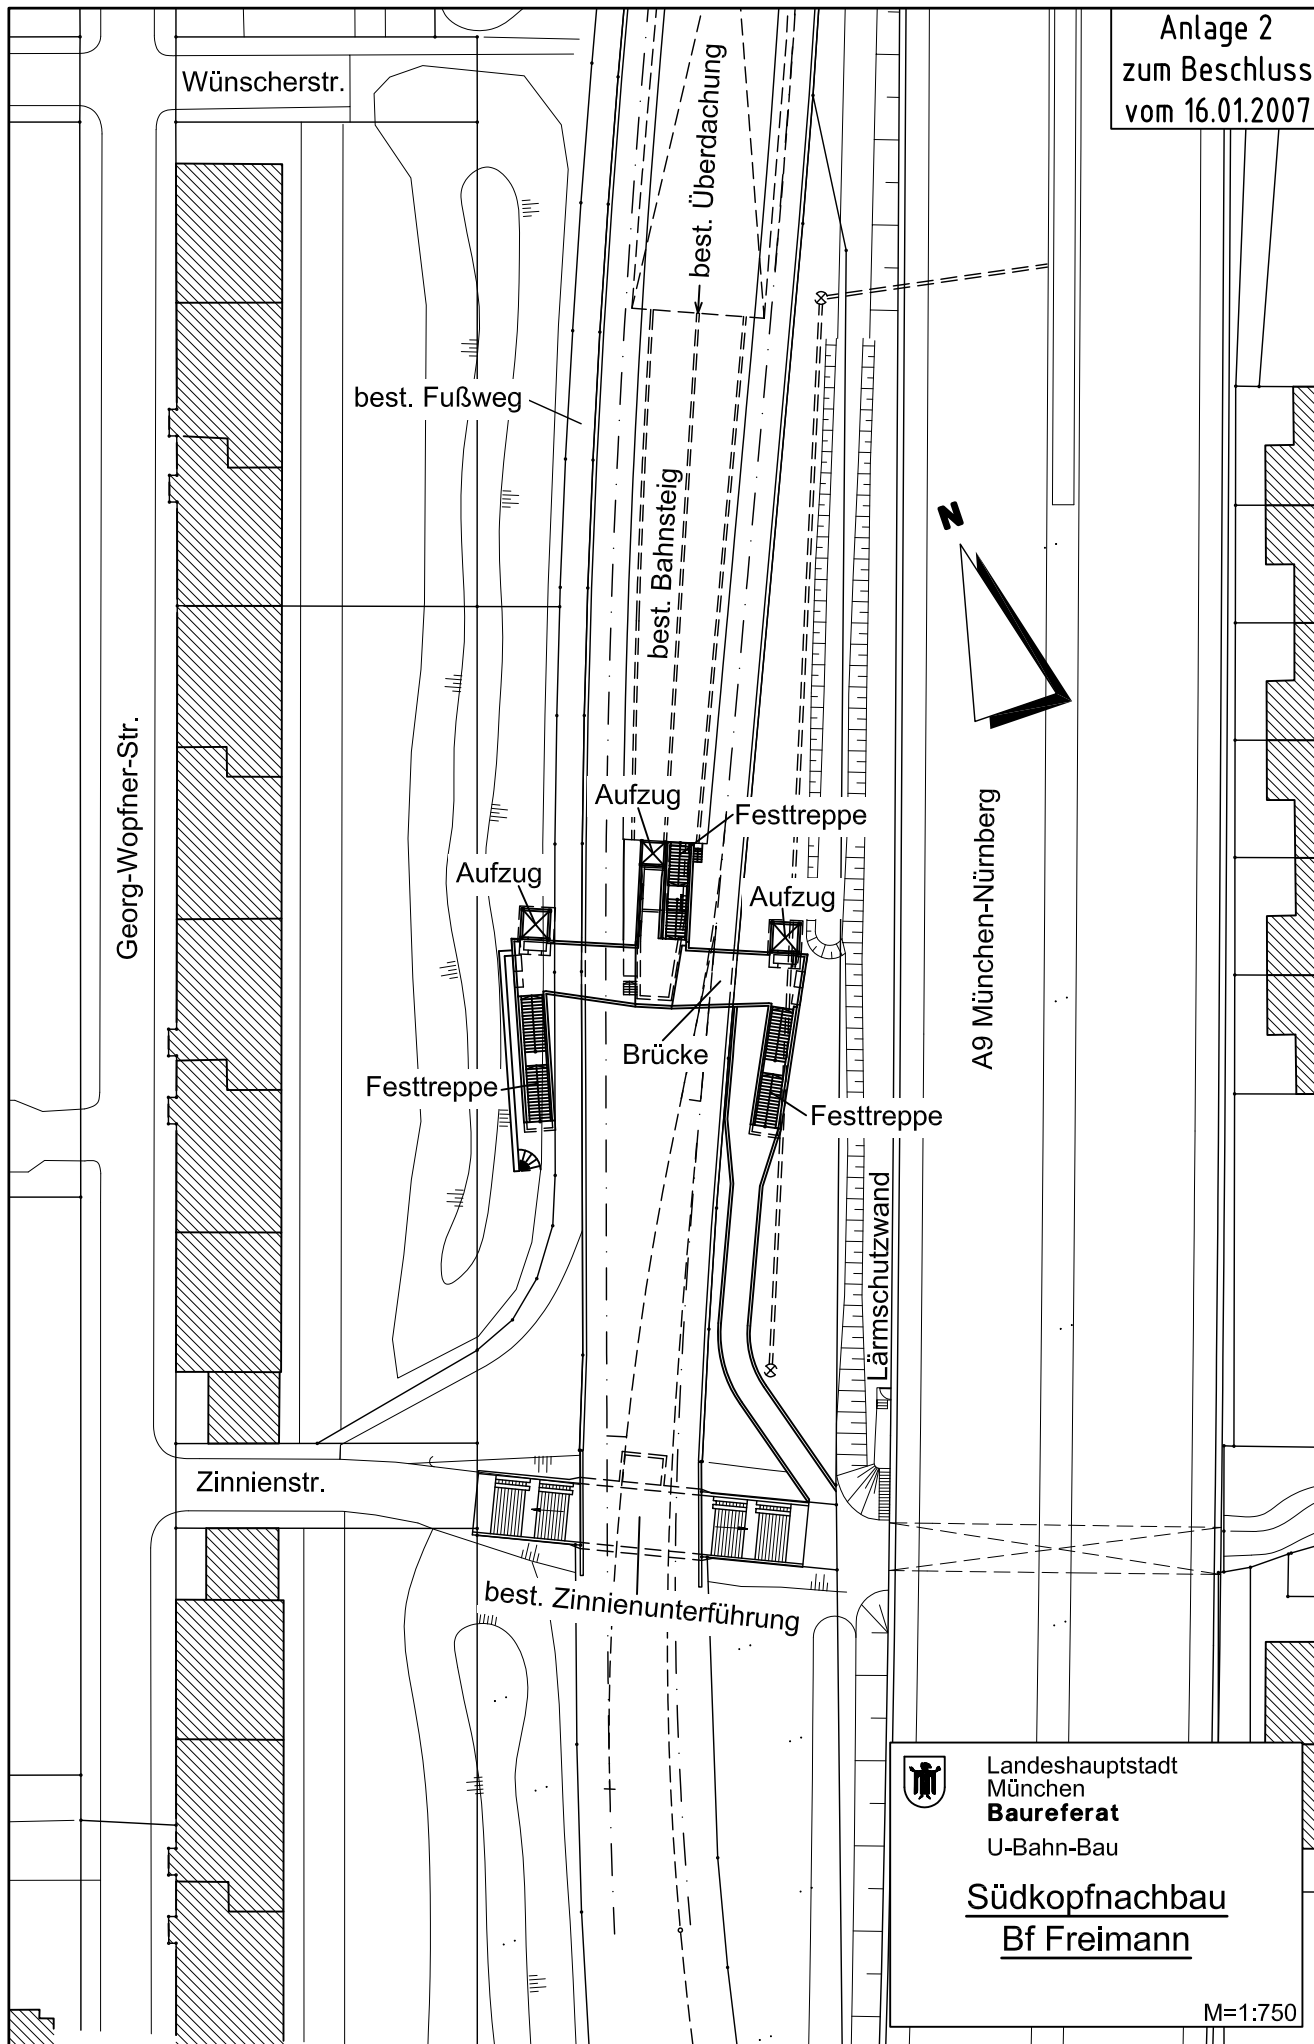 Anlage 2
zum Beschluss
vom 16.01.2007
Wünscherstr.
best. Überdachung
best. Fußweg
best. Bahnsteig
N
Georg-Wopfner-Str.
Aufzug
Festtreppe
Aufzug
Aufzug
A9 München-Nürnberg
Brücke
Festtreppe
Festtreppe
Lärmschutzwand
Zinnienstr.
best. Zinnienunterführung
Landeshauptstadt
München
Baureferat
U-Bahn-Bau
Südkopfnachbau
Bf Freimann
M=1:750